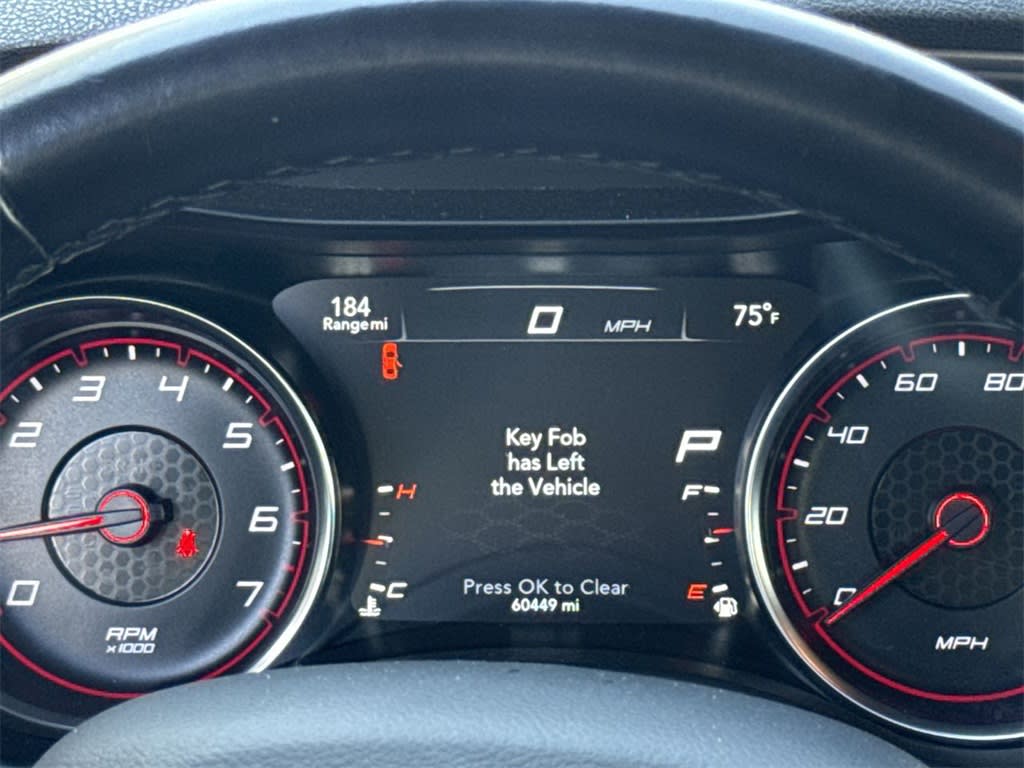 184
Range mi
0 MPH
75°F
3
4
2
5
6
0
7
RPM
x1000
H
C
Key Fob
has Left
the Vehicle
Press OK to Clear
60449 mi
P
F
E
60
80
40
20
0
MPH